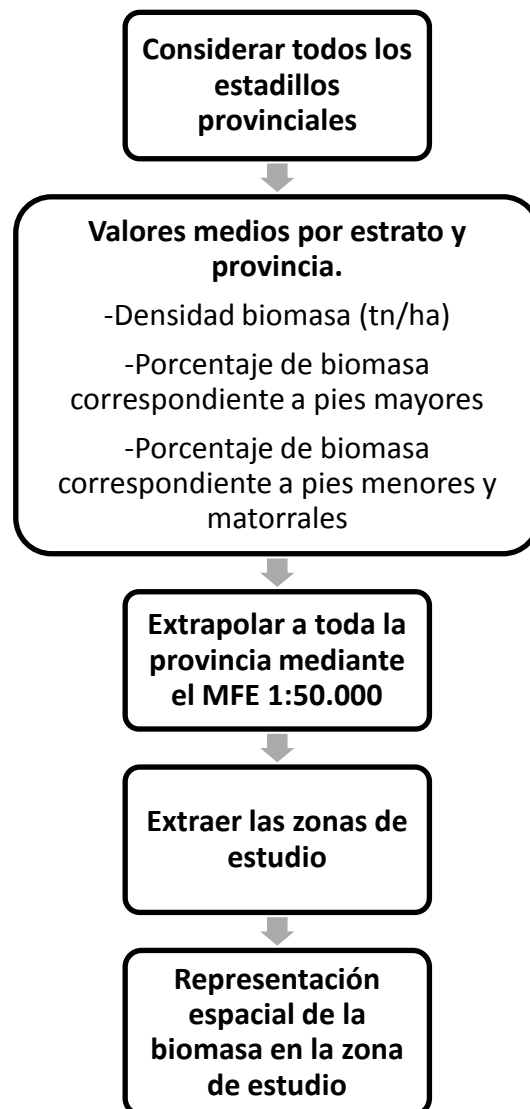 Considerar todos los
estadillos
provinciales
Valores medios por estrato y
provincia.
-Densidad biomasa (tn/ha)
-Porcentaje de biomasa
correspondiente a pies mayores
-Porcentaje de biomasa
correspondiente a pies menores y
matorrales
Extrapolar a toda la
provincia mediante
el MFE 1:50.000
Extraer las zonas de
estudio
Representación
espacial de la
biomasa en la zona
de estudio